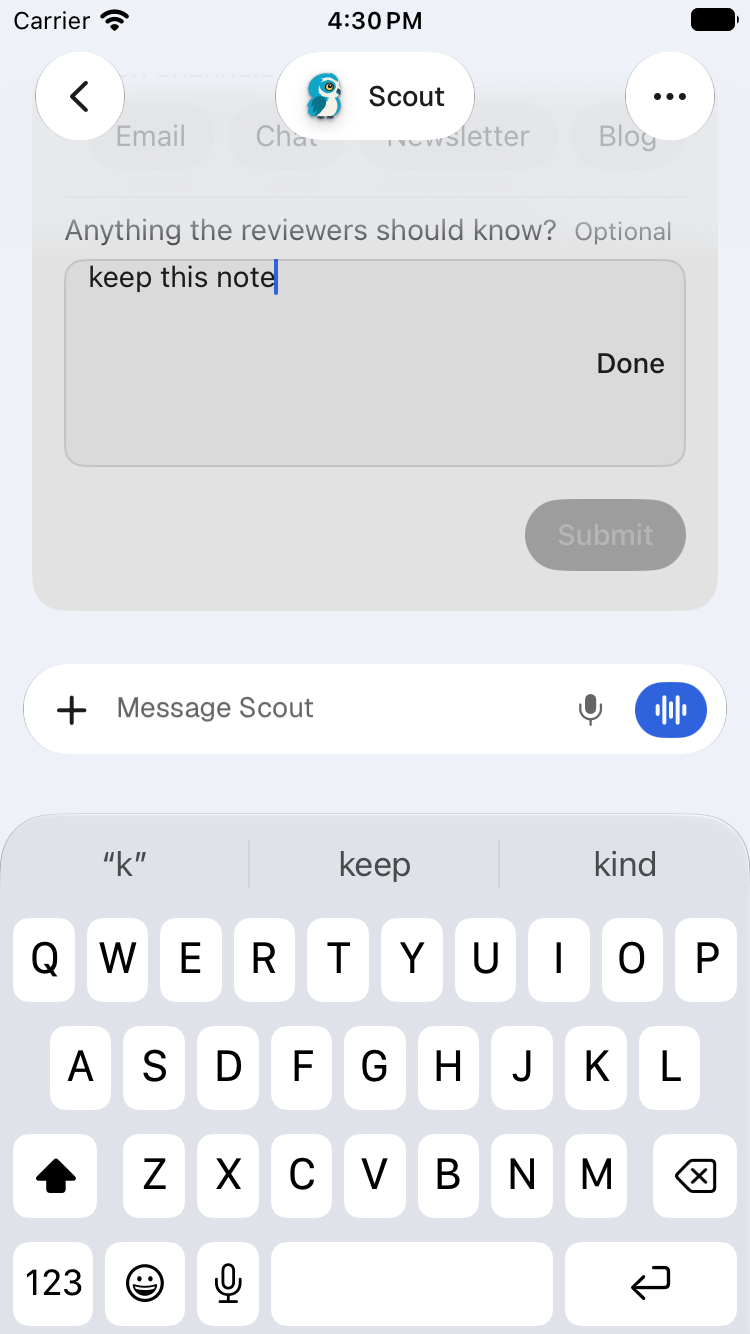 Carrier 4:30 PM
Scout
Email Chat Newsletter Blog
Anything the reviewers should know? Optional
keep this note
Done
Submit
Message Scout
“k” keep kind
Q W E R T Y U I O P
A S D F G H J K L
Z X C V B N M
123